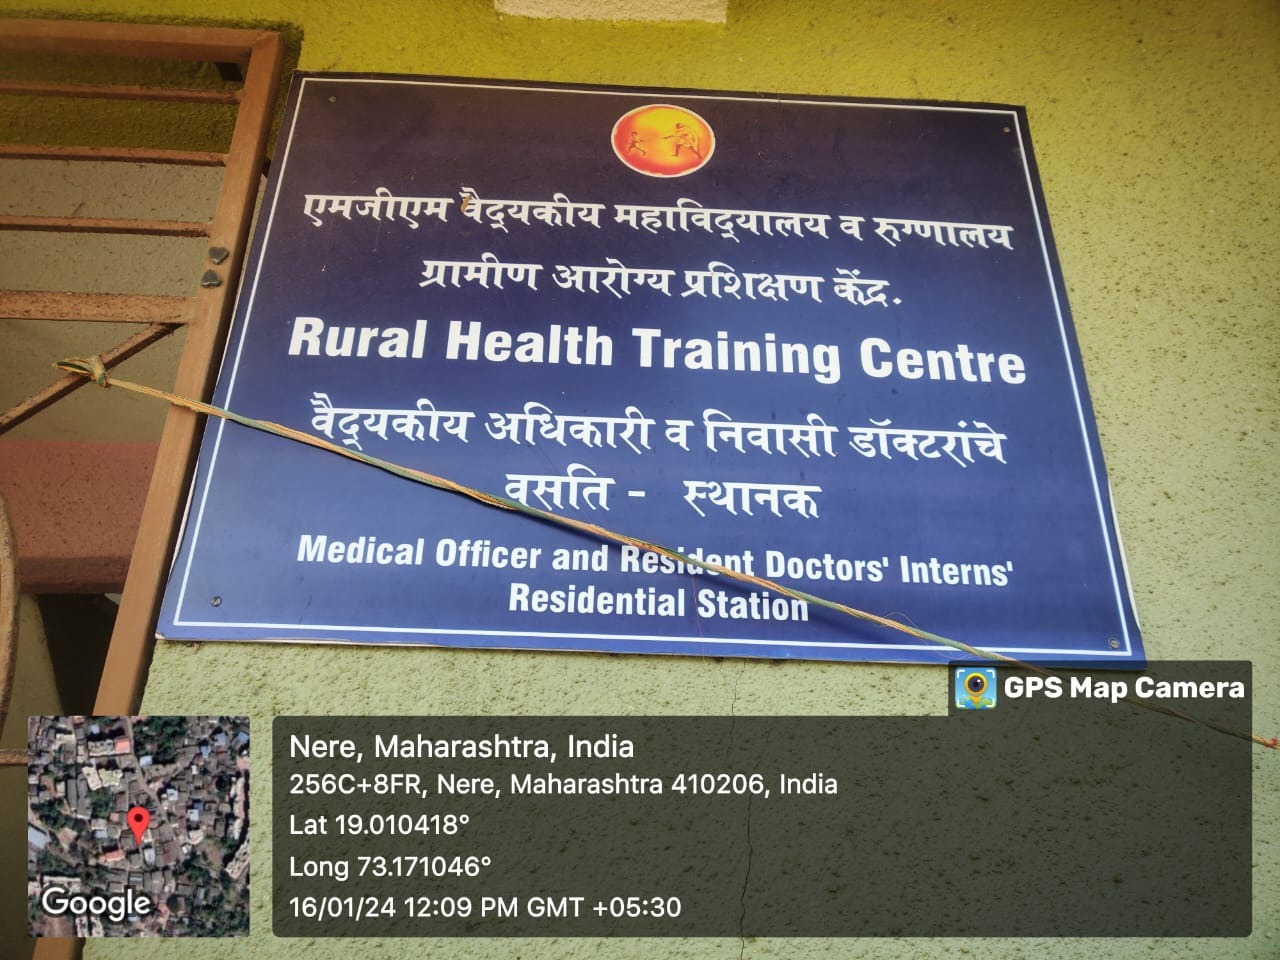 एमजीएम वैद्यकीय महाविद्यालय व रुग्णालय
ग्रामीण आरोग्य प्रशिक्षण केंद्र.
Rural Health Training Centre
वैद्यकीय अधिकारी व निवासी डॉक्टरांचे
वसति - स्थानक
Medical Officer and Resident Doctors' Interns'
Residential Station
GPS Map Camera
Nere, Maharashtra, India
256C+8FR, Nere, Maharashtra 410206, India
Lat 19.010418°
Long 73.171046°
16/01/24 12:09 PM GMT +05:30
Google